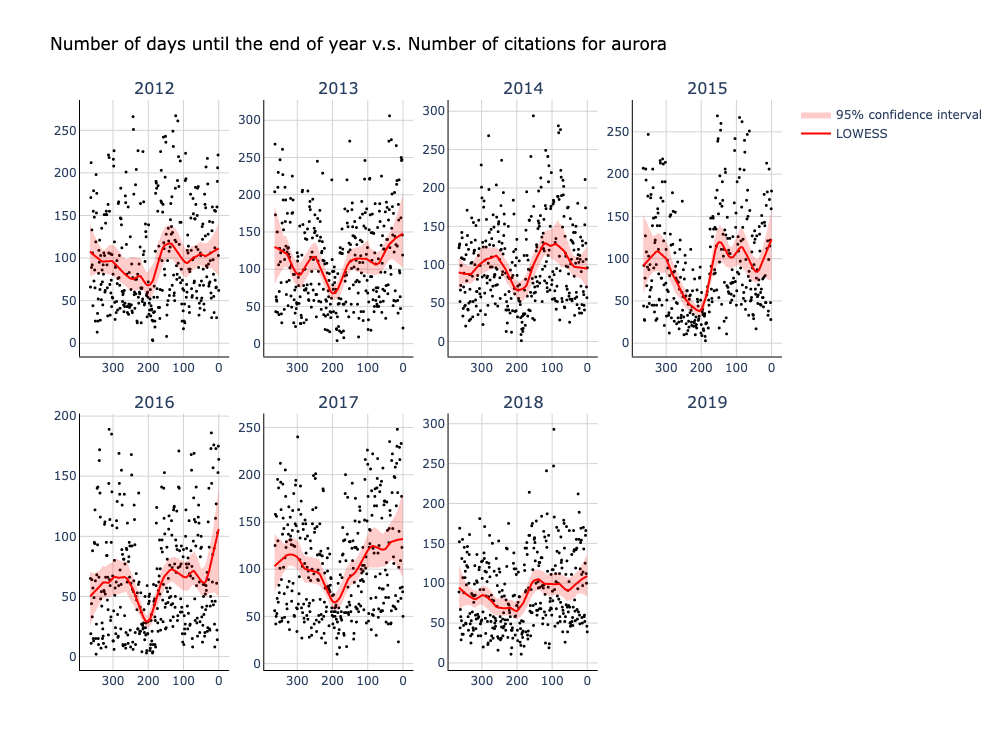 Number of days until the end of year v.s. Number of citations for aurora
2012 2013 2014 2015
95% confidence interval
LOWESS
250 200 150 100 50 0
300 250 200 150 100 50 0
300 250 200 150 100 50 0
250 200 150 100 50 0
300 200 100 0 300 200 100 0 300 200 100 0 300 200 100 0
2016 2017 2018 2019
200 150 100 50 0
250 200 150 100 50 0
300 250 200 150 100 50 0
300 200 100 0 300 200 100 0 300 200 100 0